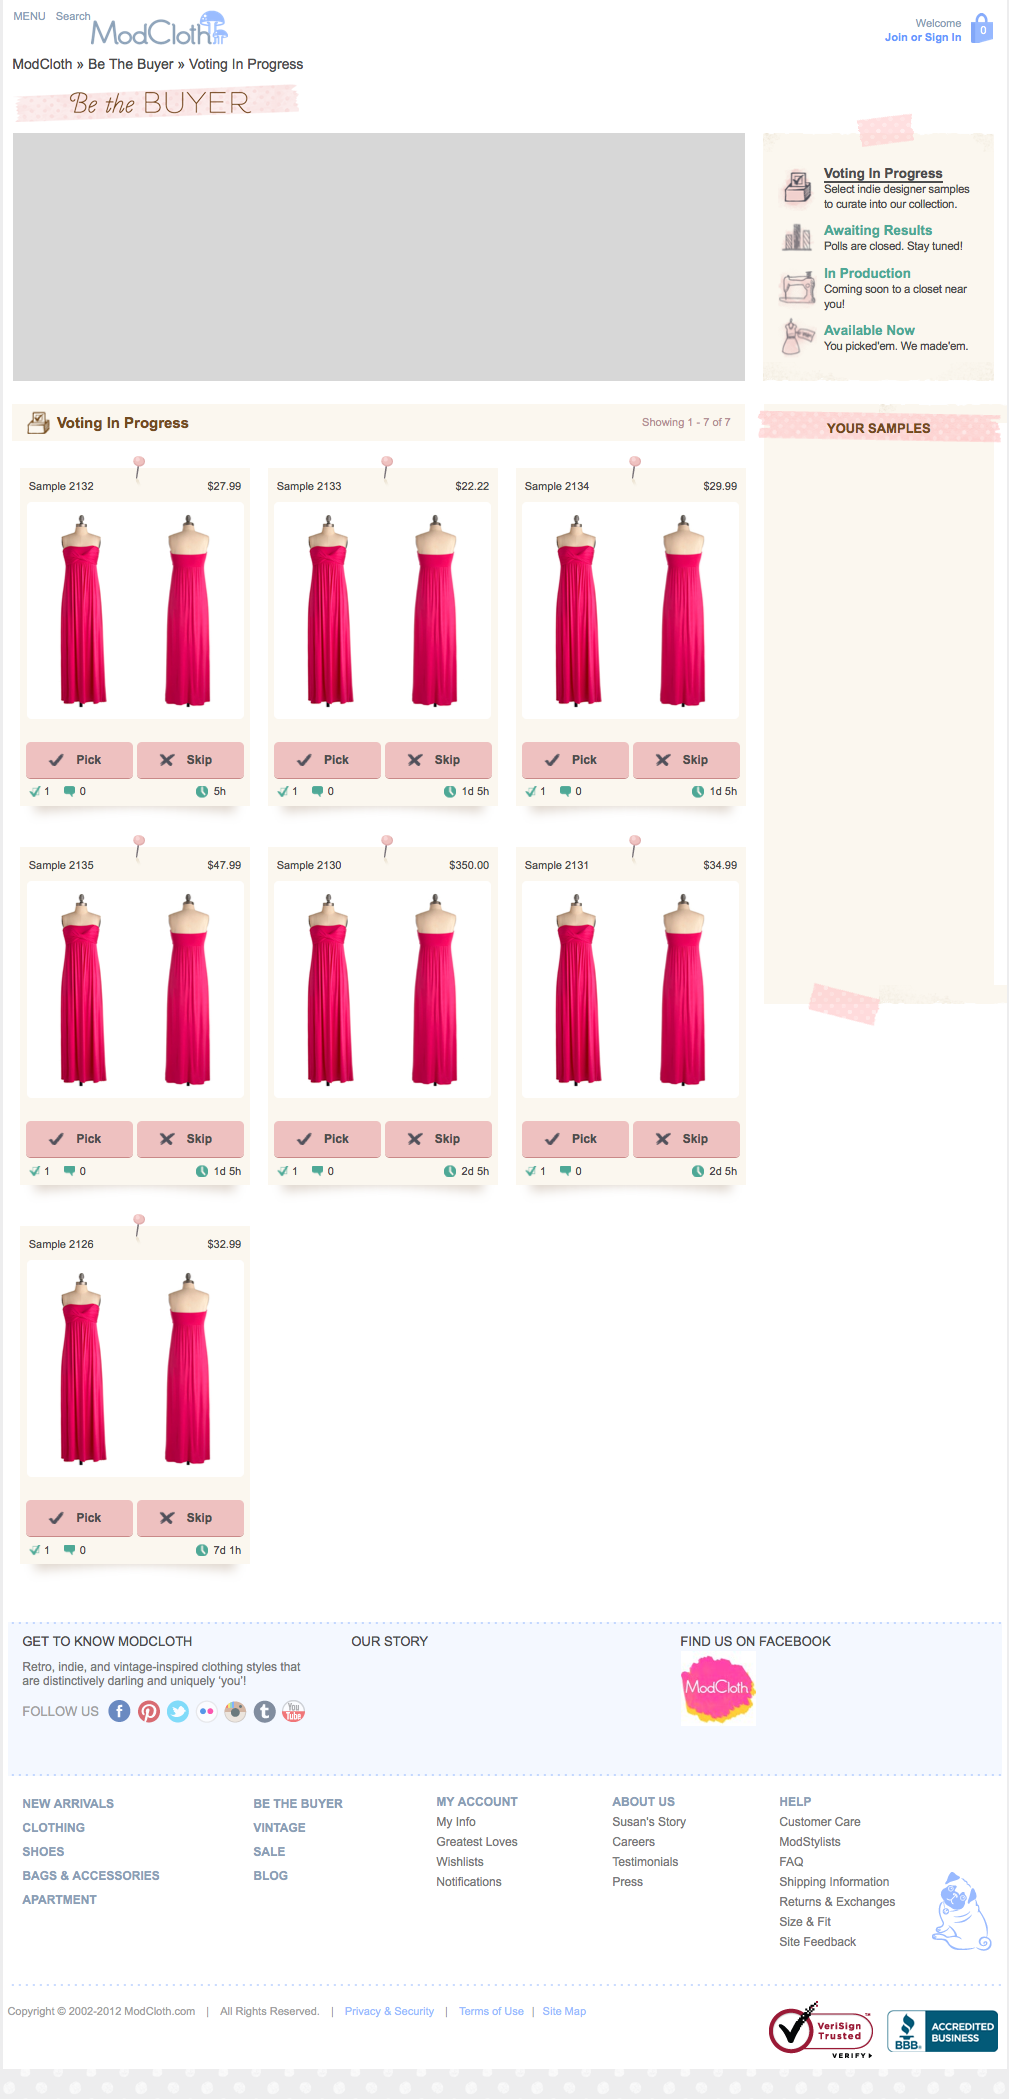 MENU Search ModCloth
Welcome
Join or Sign In
0
ModCloth » Be The Buyer » Voting In Progress
Be the BUYER
Voting In Progress
Select indie designer samples
to curate into our collection.
Awaiting Results
Polls are closed. Stay tuned!
In Production
Coming soon to a closet near
you!
Available Now
You picked'em. We made'em.
Voting In Progress Showing 1 - 7 of 7
YOUR SAMPLES
Sample 2132 $27.99
Pick Skip
1 0 5h
Sample 2133 $22.22
Pick Skip
1 0 1d 5h
Sample 2134 $29.99
Pick Skip
1 0 1d 5h
Sample 2135 $47.99
Pick Skip
1 0 1d 5h
Sample 2130 $350.00
Pick Skip
1 0 2d 5h
Sample 2131 $34.99
Pick Skip
1 0 2d 5h
Sample 2126 $32.99
Pick Skip
1 0 7d 1h
GET TO KNOW MODCLOTH
Retro, indie, and vintage-inspired clothing styles that
are distinctively darling and uniquely ‘you’!
FOLLOW US f t You Tube
OUR STORY
FIND US ON FACEBOOK
ModCloth
NEW ARRIVALS
CLOTHING
SHOES
BAGS & ACCESSORIES
APARTMENT
BE THE BUYER
VINTAGE
SALE
BLOG
MY ACCOUNT
My Info
Greatest Loves
Wishlists
Notifications
ABOUT US
Susan's Story
Careers
Testimonials
Press
HELP
Customer Care
ModStylists
FAQ
Shipping Information
Returns & Exchanges
Size & Fit
Site Feedback
Copyright © 2002-2012 ModCloth.com | All Rights Reserved. | Privacy & Security | Terms of Use | Site Map
VeriSign
Trusted
VERIFY
BBB.
ACCREDITED
BUSINESS